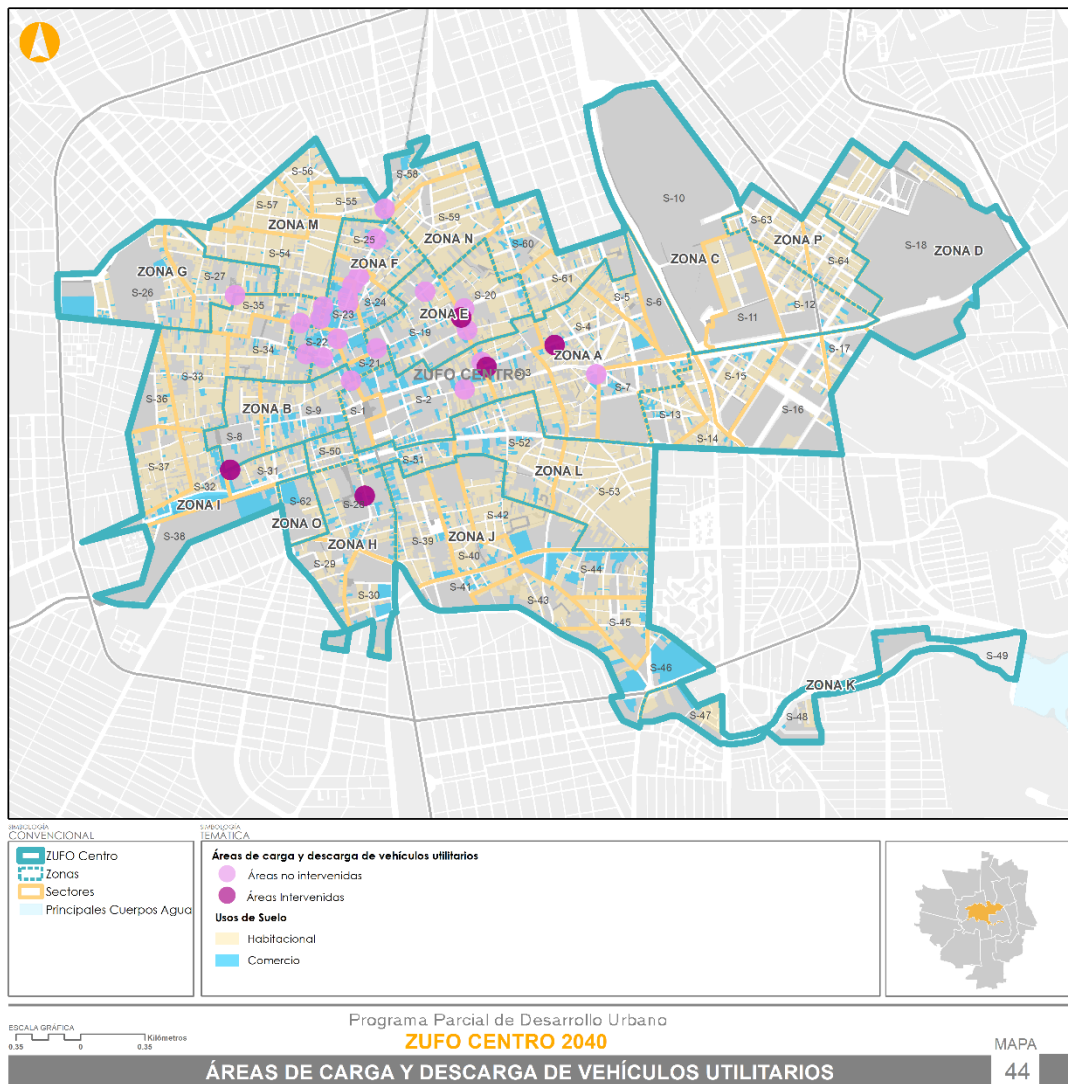 S-56
S-58
S-57
S-55
S-59
ZONA M
S-10
S-63
S-25
ZONA N
S-60
ZONA P
S-54
S-18
ZONA D
ZONA G
S-27
ZONA F
ZONA C
S-64
S-61
S-26
S-35
S-24
S-20
S-5
S-6
S-12
S-23
ZONA E
S-11
S-19
S-4
S-22
S-34
S-21
ZONA A
S-17
S-33
ZUFO CENTRO
S-7
S-15
S-36
ZONA B
S-9
S-1
S-2
S-16
S-13
S-8
S-14
S-50
S-52
S-37
S-31
S-51
ZONA L
S-32
S-53
ZONA I
S-62
S-38
ZONA O
S-42
ZONA H
S-39
ZONA J
S-29
S-40
S-44
S-41
S-30
S-43
S-45
S-49
S-46
ZONA K
S-47
S-48
SIMBOLOGÍA
CONVENCIONAL
ZUFO Centro
Zonas
Sectores
Principales Cuerpos Agua
SIMBOLOGÍA
TEMATICA
Áreas de carga y descarga de vehículos utilitarios
Áreas no intervenidas
Áreas Intervenidas
Usos de Suelo
Habitacional
Comercio
ESCALA GRÁFICA
Kilómetros
0.35 0 0.35
Programa Parcial de Desarrollo Urbano
ZUFO CENTRO 2040
MAPA
ÁREAS DE CARGA Y DESCARGA DE VEHÍCULOS UTILITARIOS
44